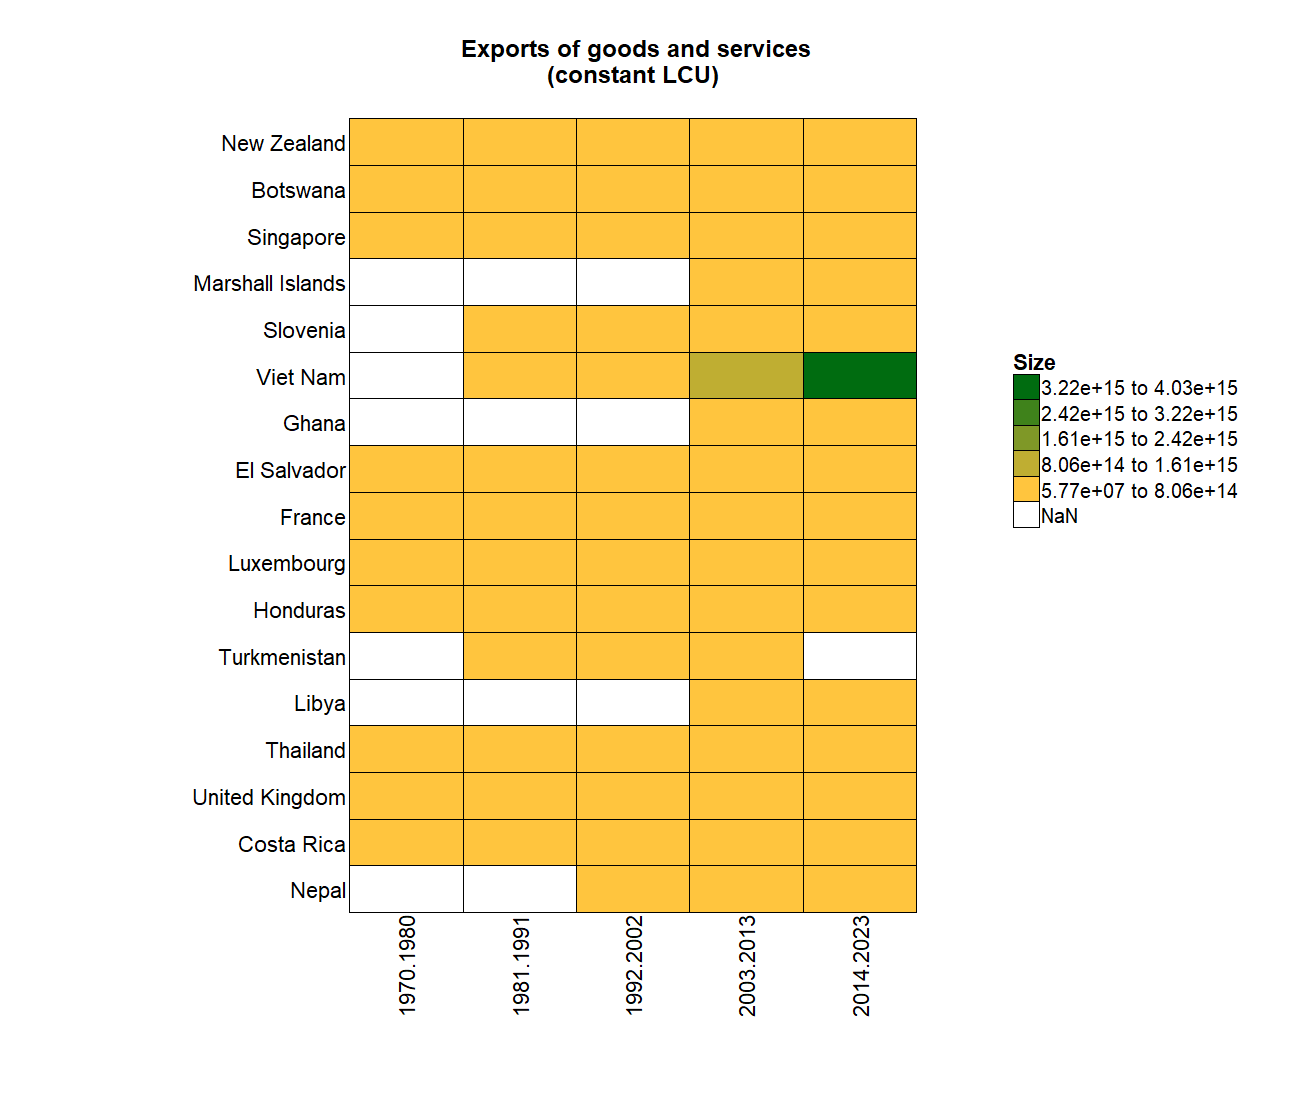 Exports of goods and services
(constant LCU)
New Zealand
Botswana
Singapore
Marshall Islands
Slovenia
Viet Nam
Ghana
El Salvador
France
Luxembourg
Honduras
Turkmenistan
Libya
Thailand
United Kingdom
Costa Rica
Nepal
1970.1980
1981.1991
1992.2002
2003.2013
2014.2023
Size
3.22e+15 to 4.03e+15
2.42e+15 to 3.22e+15
1.61e+15 to 2.42e+15
8.06e+14 to 1.61e+15
5.77e+07 to 8.06e+14
NaN